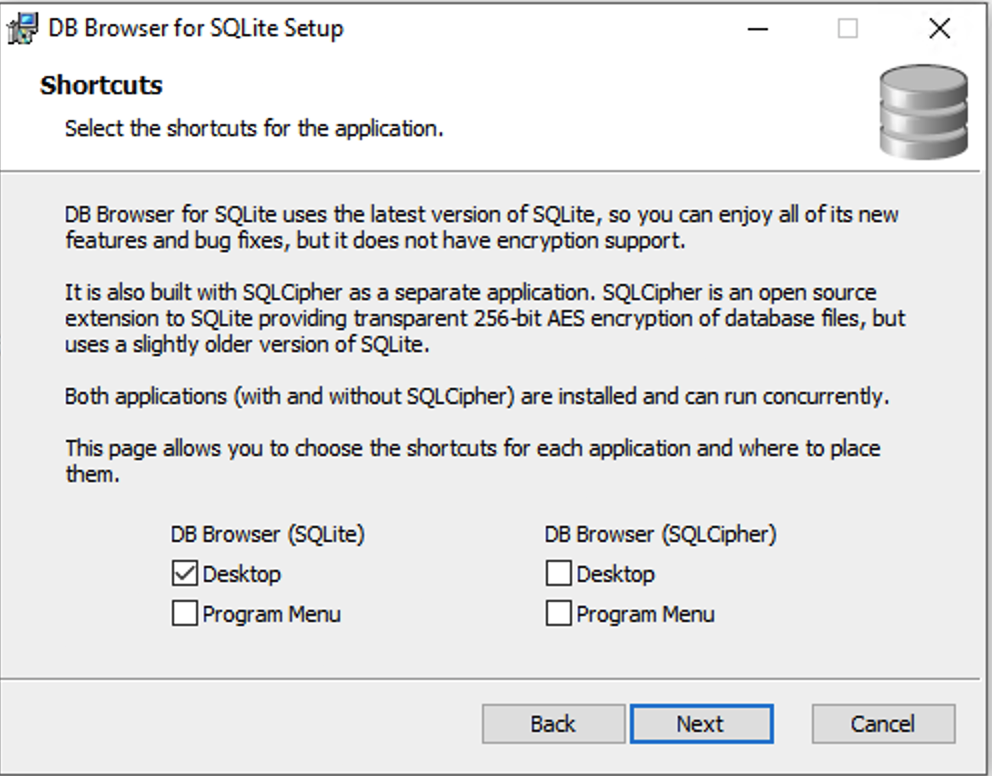 DB Browser for SQLite Setup
Shortcuts
Select the shortcuts for the application.
DB Browser for SQLite uses the latest version of SQLite, so you can enjoy all of its new
features and bug fixes, but it does not have encryption support.
It is also built with SQLCipher as a separate application. SQLCipher is an open source
extension to SQLite providing transparent 256-bit AES encryption of database files, but
uses a slightly older version of SQLite.
Both applications (with and without SQLCipher) are installed and can run concurrently.
This page allows you to choose the shortcuts for each application and where to place
them.
DB Browser (SQLite) DB Browser (SQLCipher)
Desktop Desktop
Program Menu Program Menu
Back Next Cancel